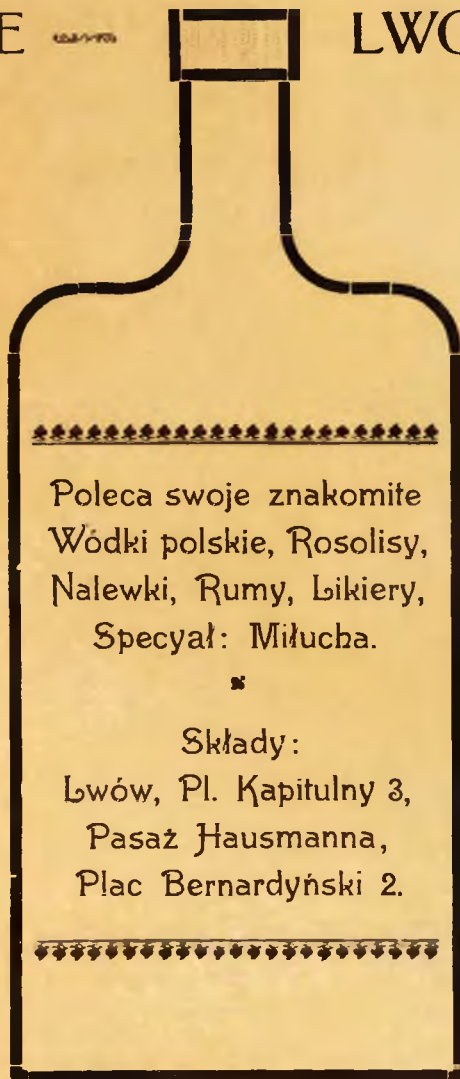 Poleca swoje znakomite
Wódki polskie, Rosolisy,
Nalewki, Rumy, Likiery,
Specyał: Miłucha.
Składy:
Lwów, Pl. Kapitulny 3,
Pasaż Hausmanna,
Plac Bernardyński 2.